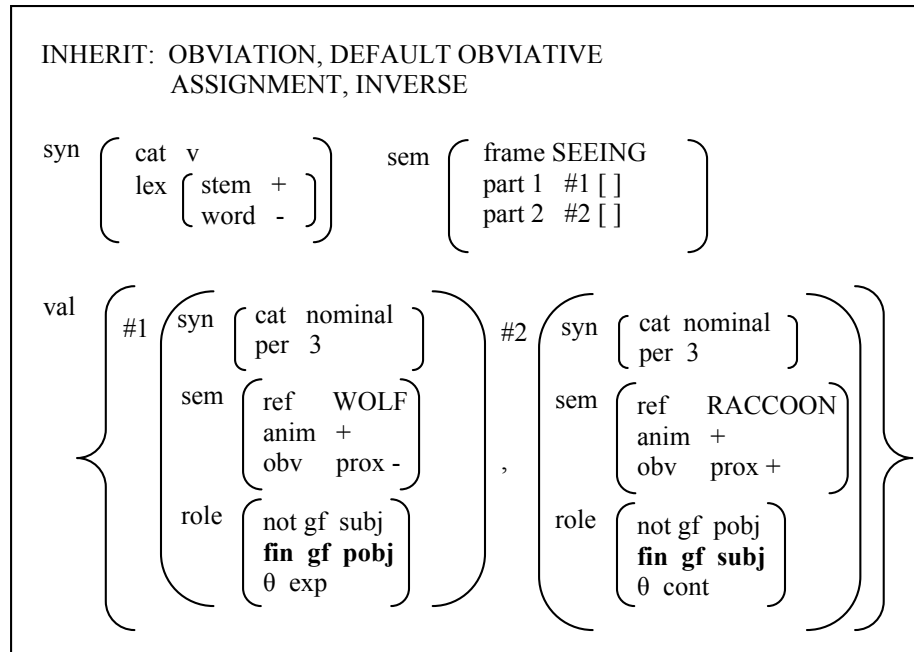 INHERIT: OBVIATION, DEFAULT OBVIATIVE
ASSIGNMENT, INVERSE
syn cat v sem frame SEEING
lex stem + part 1 #1 [ ]
word - part 2 #2 [ ]
val #1 syn cat nominal #2 syn cat nominal
per 3 per 3
sem ref WOLF sem ref RACCOON
anim + anim +
obv prox - , obv prox +
role not gf subj role not gf pobj
fin gf pobj fin gf subj
θ exp θ cont